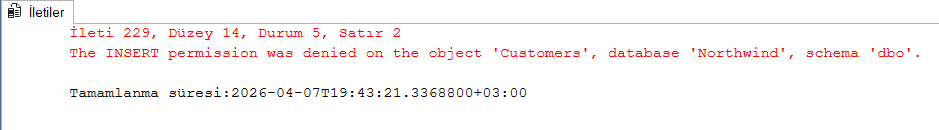 İletiler
İleti 229, Düzey 14, Durum 5, Satır 2
The INSERT permission was denied on the object 'Customers', database 'Northwind', schema 'dbo'.
Tamamlanma süresi:2026-04-07T19:43:21.3368800+03:00